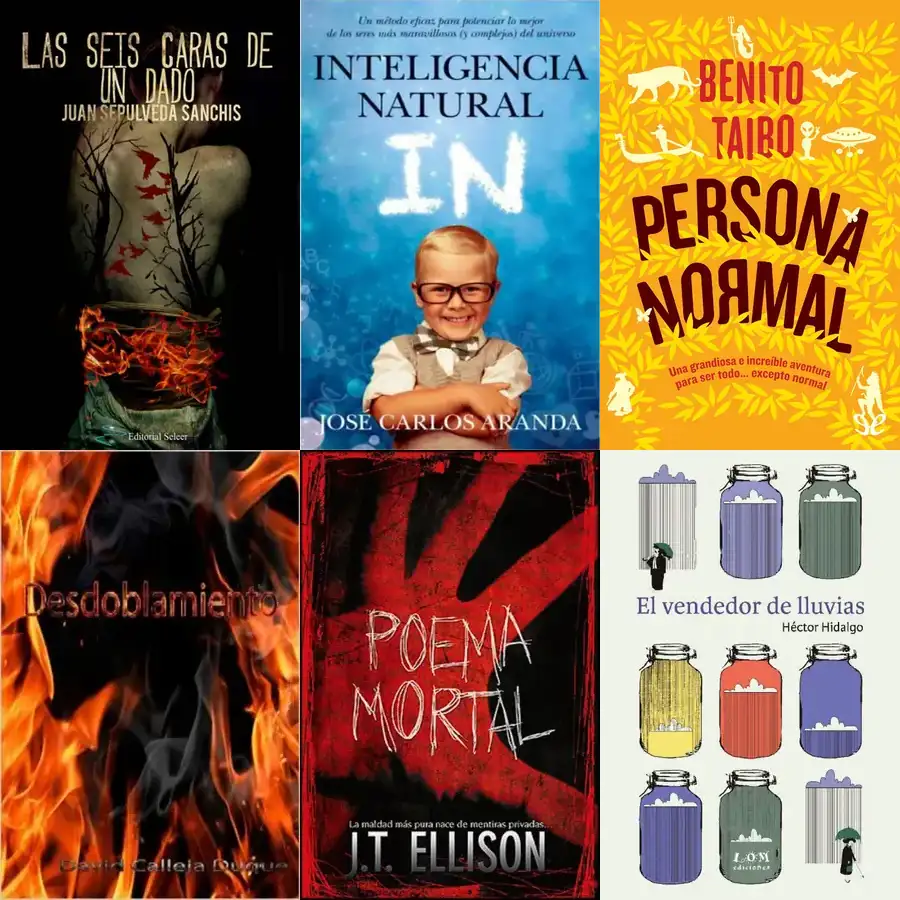 LAS SEIS CARAS DE
UN DADO
JUAN SEPULVEDA SANCHIS
Editorial Seleer
Un método eficaz para potenciar lo mejor
de los seres más maravillosos (y complejos) del universo
INTELIGENCIA
NATURAL
IN
JOSE CARLOS ARANDA
BENITO
TAIBO
PERSONA
NORMAL
Una grandiosa e increíble aventura
para ser todo... excepto normal
Desdoblamiento
David Calleja Duque
POEMA
MORTAL
La maldad más pura nace de mentiras privadas...
J.T. ELLISON
El vendedor de lluvias
Héctor Hidalgo
LOM
ediciones